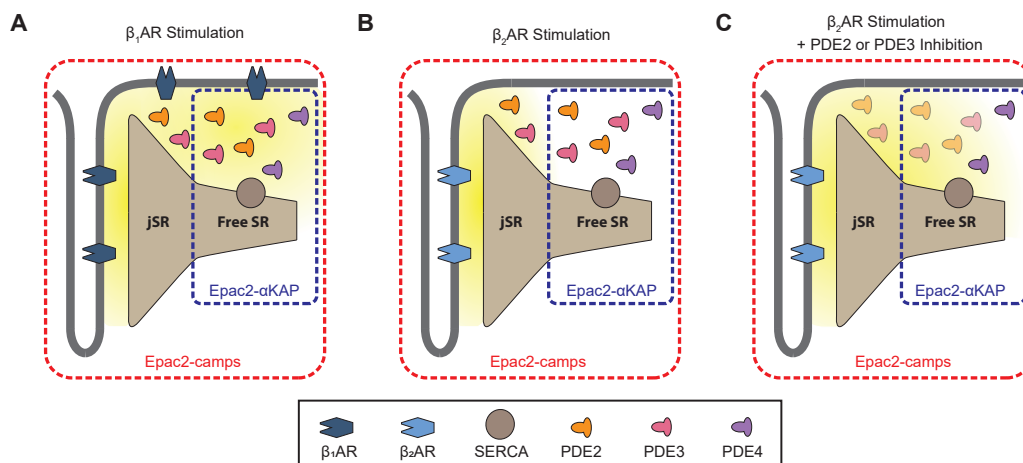 A
β₁AR Stimulation
jSR
Free SR
Epac2-αKAP
Epac2-camps
B
β₂AR Stimulation
jSR
Free SR
Epac2-αKAP
Epac2-camps
C
β₂AR Stimulation
+ PDE2 or PDE3 Inhibition
jSR
Free SR
Epac2-αKAP
Epac2-camps
β₁AR
β₂AR
SERCA
PDE2
PDE3
PDE4